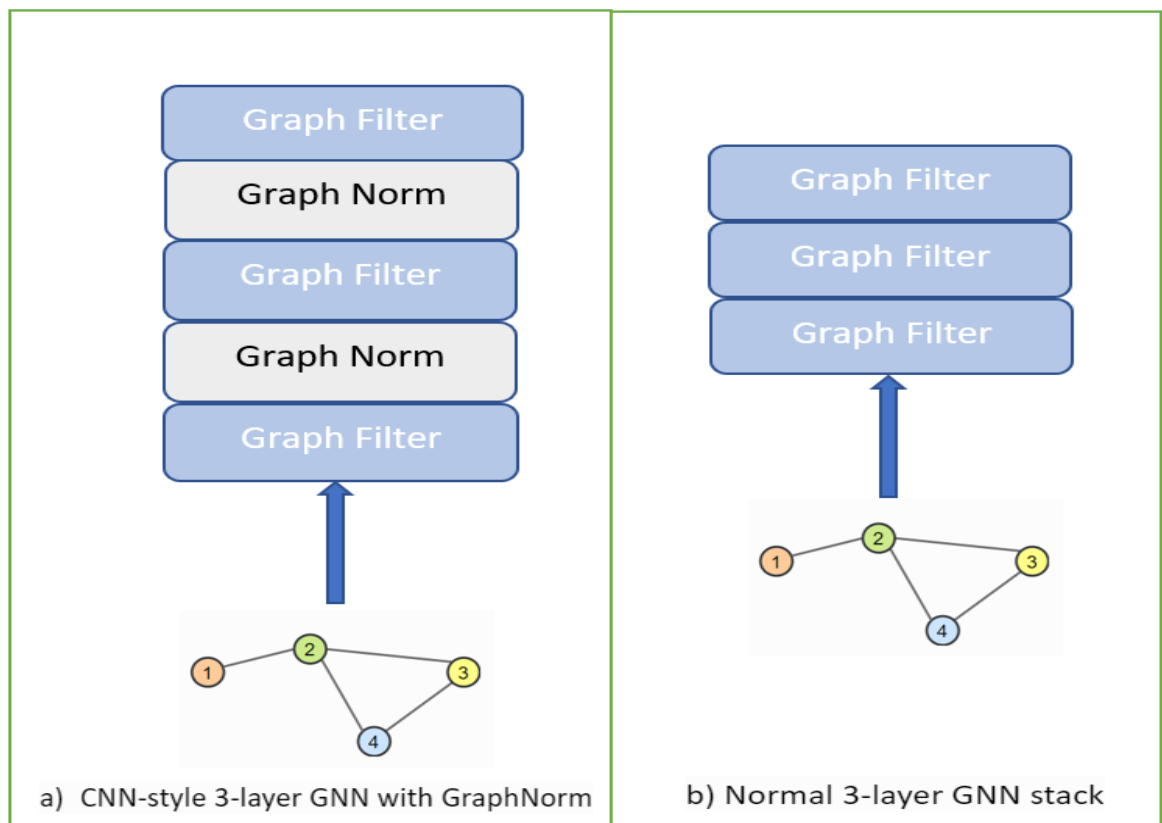 Graph Filter
Graph Norm
Graph Filter
Graph Norm
Graph Filter
1
2
3
4
a) CNN-style 3-layer GNN with GraphNorm
Graph Filter
Graph Filter
Graph Filter
1
2
3
4
b) Normal 3-layer GNN stack